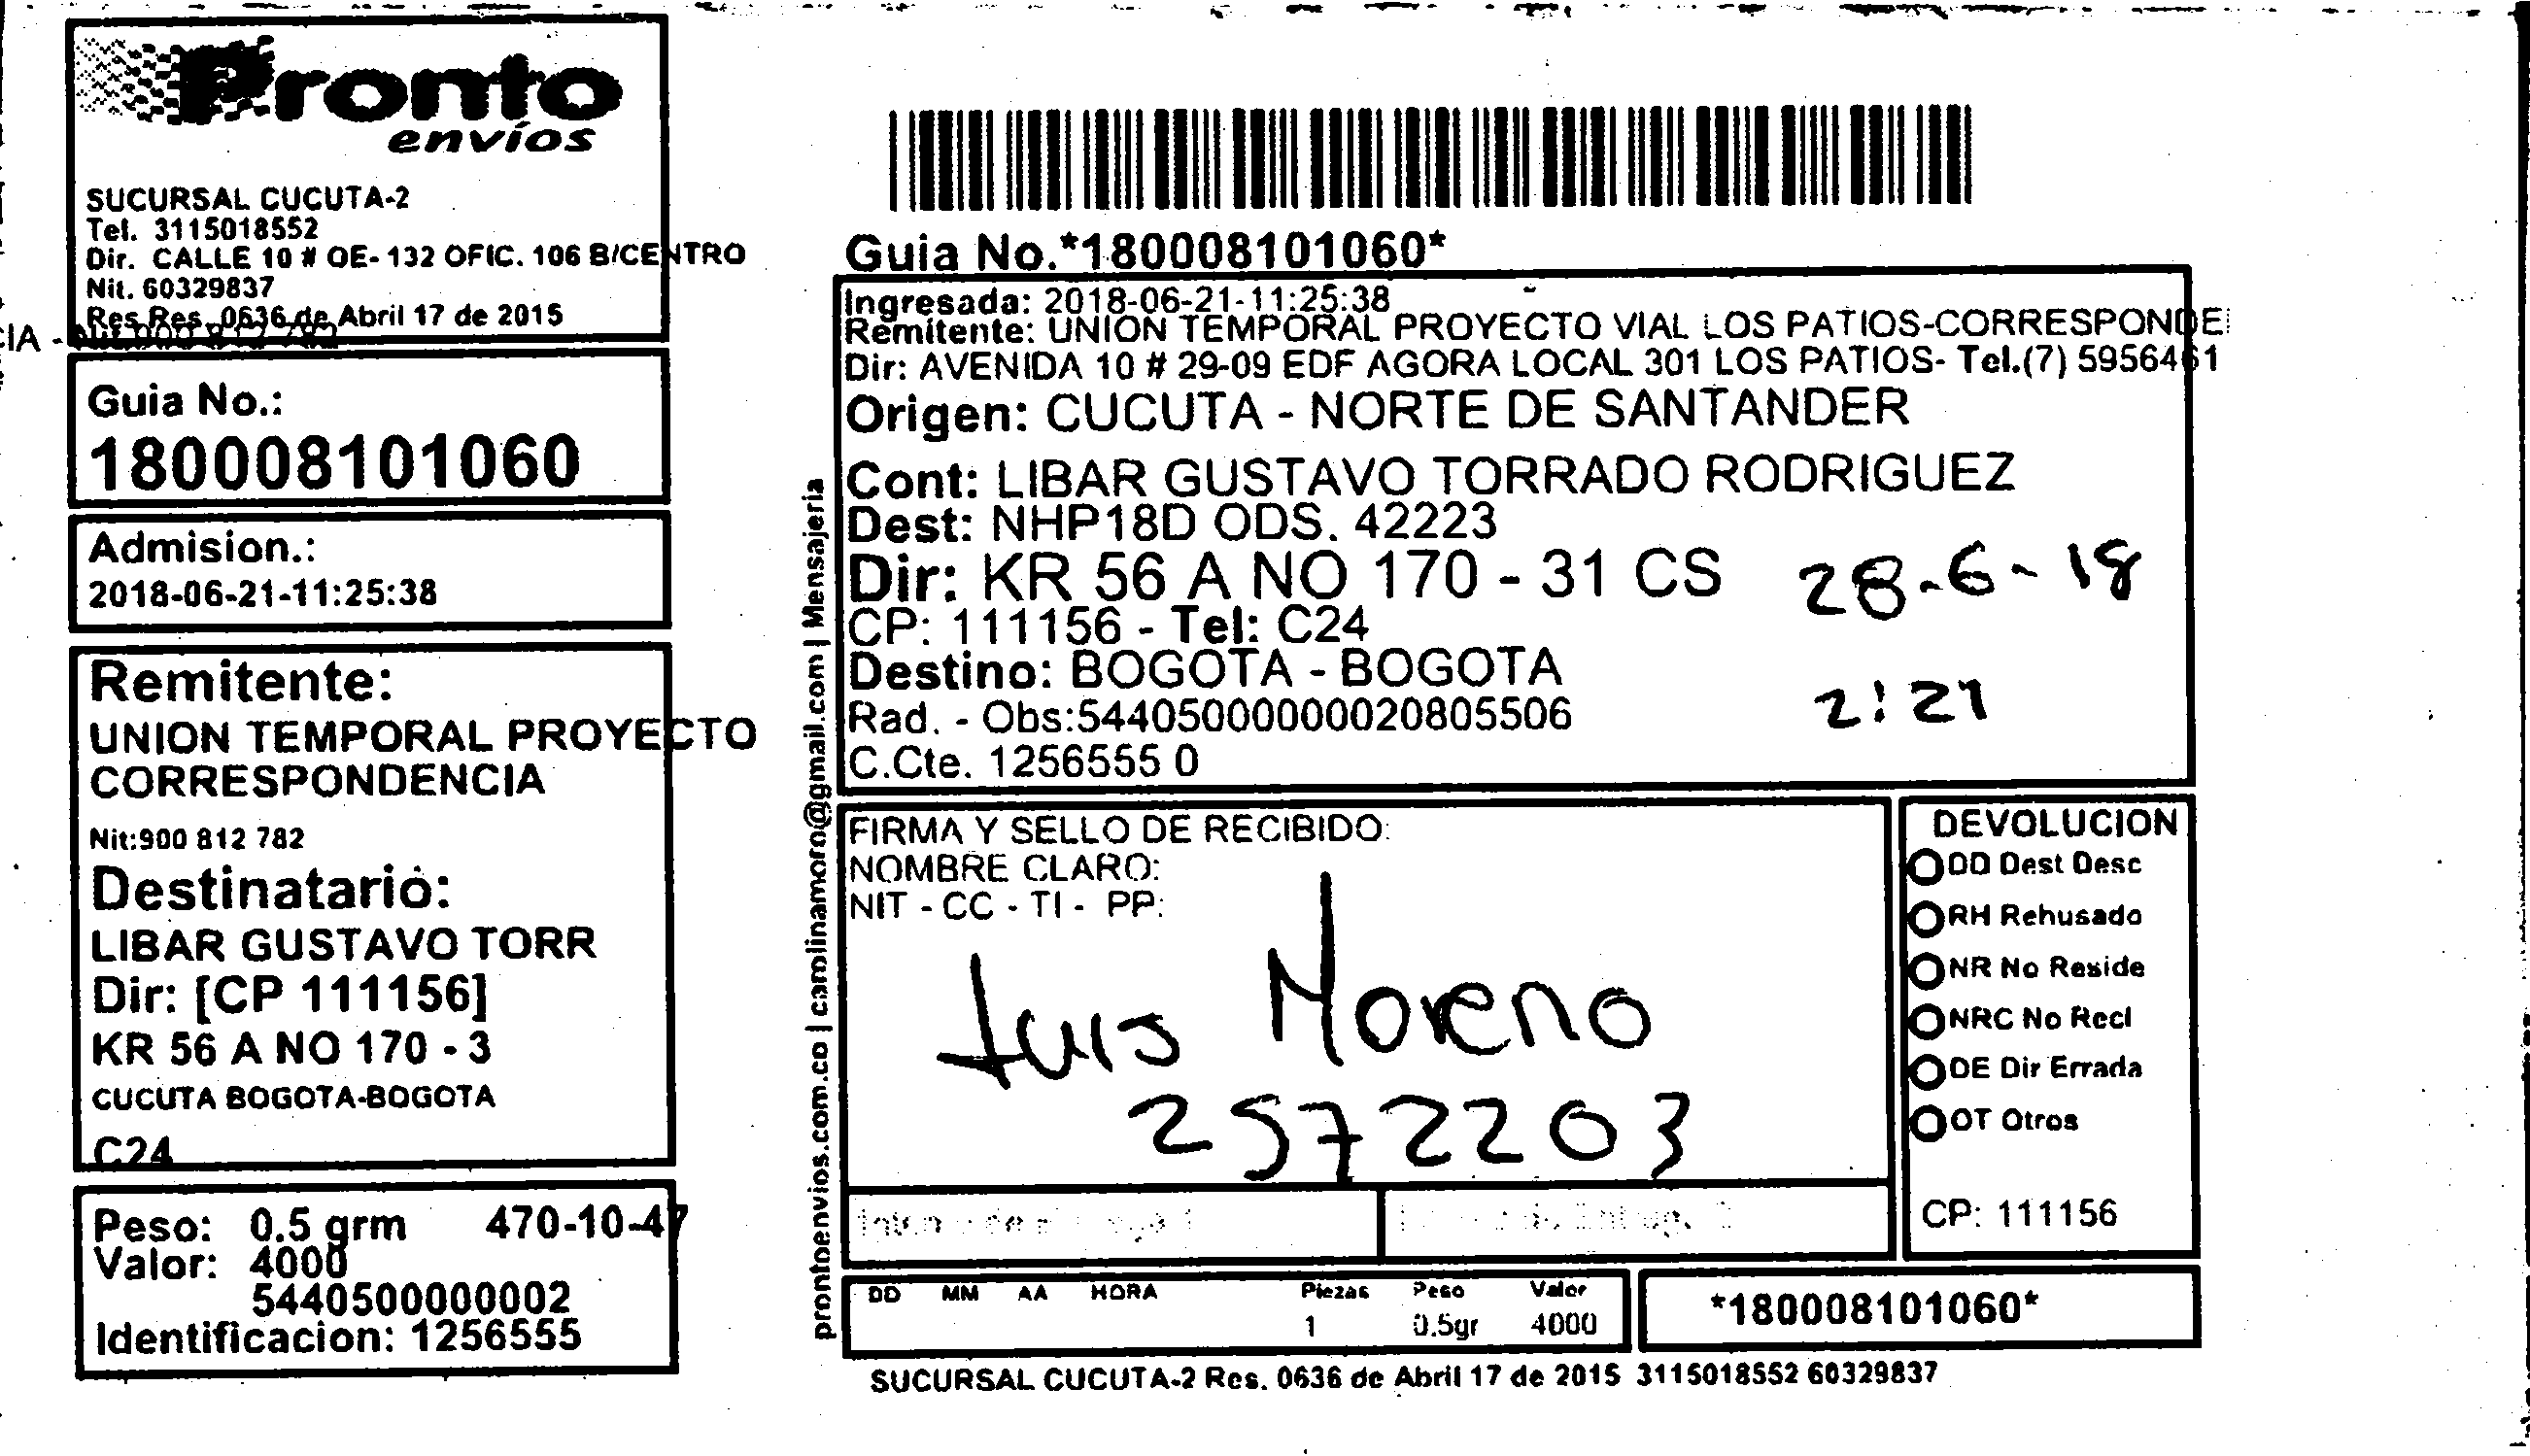 Pronto
envíos
SUCURSAL CUCUTA-2
Tel. 3115018552
Dir. CALLE 10 # OE- 132 OFIC. 106 B/CENTRO
Nit. 60329837
Res Res. 0636 de Abril 17 de 2015
CIA - Nit 900 812 782
Guia No.:
180008101060
Admision.:
2018-06-21-11:25:38
Remitente:
UNION TEMPORAL PROYECTO
CORRESPONDENCIA
Nit:900 812 782
Destinatario:
LIBAR GUSTAVO TORR
Dir: [CP 111156]
KR 56 A NO 170 - 3
CUCUTA BOGOTA-BOGOTA
C24
Peso: 0.5 grm 470-10-47
Valor: 4000
5440500000002
Identificacion: 1256555
prontoenvios.com.co | carolinamoro@gmail.com | Mensajeria
Guia No.*180008101060*
Ingresada: 2018-06-21-11:25:38
Remitente: UNION TEMPORAL PROYECTO VIAL LOS PATIOS-CORRESPONDE
Dir: AVENIDA 10 # 29-09 EDF AGORA LOCAL 301 LOS PATIOS- Tel.(7) 5956461
Origen: CUCUTA - NORTE DE SANTANDER
Cont: LIBAR GUSTAVO TORRADO RODRIGUEZ
Dest: NHP18D ODS. 42223
Dir: KR 56 A NO 170 - 31 CS
28-6-18
CP: 111156 - Tel: C24
Destino: BOGOTA - BOGOTA
2:21
Rad. - Obs:544050000000020805506
C.Cte. 1256555 0
FIRMA Y SELLO DE RECIBIDO:
NOMBRE CLARO:
NIT - CC - TI - PP:
Luis Moreno
2572203
DEVOLUCION
DD Dest Desc
RH Rehusado
NR No Reside
NRC No Recl
DE Dir Errada
OT Otros
CP: 111156
DD MM AA HORA Piezas Peso Valor
1 0.5gr 4000
*180008101060*
SUCURSAL CUCUTA-2 Res. 0636 de Abril 17 de 2015 3115018552 60329837